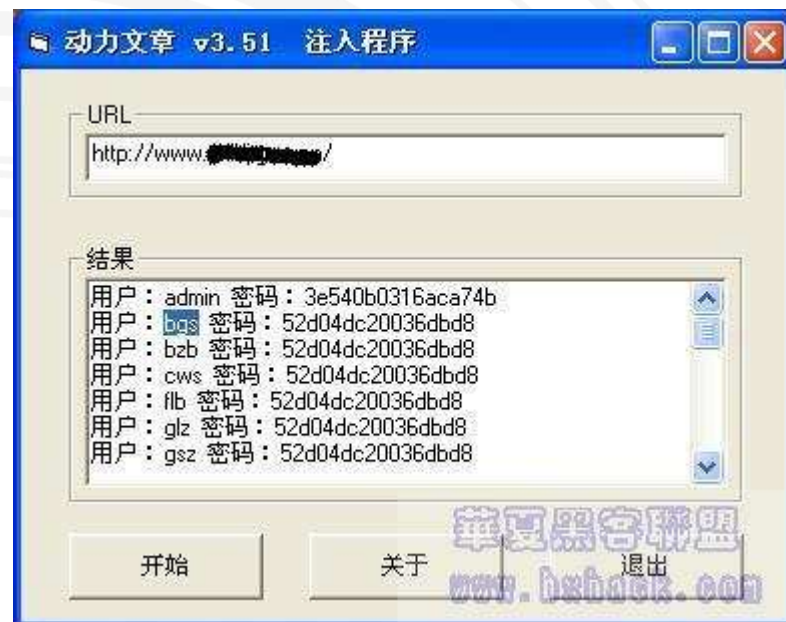 动力文章 v3.51 注入程序
URL
http://www. /
结果
用户：admin 密码：3e540b0316aca74b
用户：bgs 密码：52d04dc20036dbd8
用户：bzb 密码：52d04dc20036dbd8
用户：cws 密码：52d04dc20036dbd8
用户：flb 密码：52d04dc20036dbd8
用户：glz 密码：52d04dc20036dbd8
用户：gsz 密码：52d04dc20036dbd8
开始
关于
退出
華夏黑客聯盟
www.hxhack.com